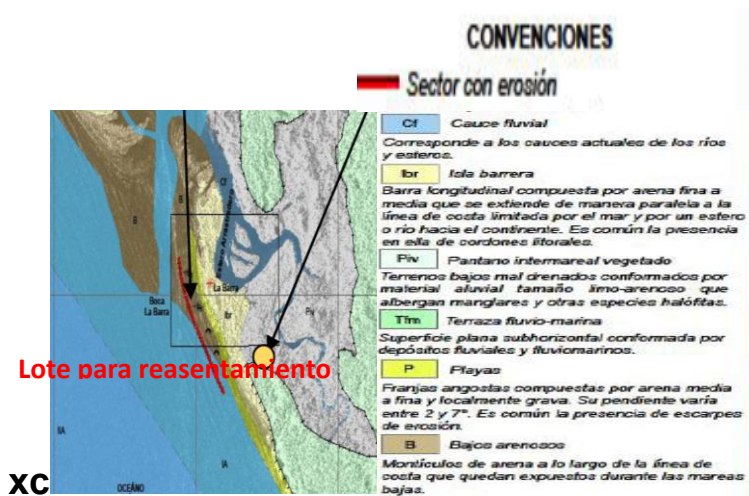 CONVENCIONES
Sector con erosión
Cf Cauce fluvial
Corresponde a los cauces actuales de los ríos
y esteros.
Ibr Isla barrera
Barra longitudinal compuesta por arena fina a
media que se extiende de manera paralela a la
línea de costa limitada por el mar y por un estero
o río hacia el continente. Es común la presencia
en ella de cordones litorales.
Piv Pantano intermareal vegetado
Terrenos bajos mal drenados conformados por
material aluvial tamaño limo-arenoso que
albergan manglares y otras especies halófitas.
Tfm Terraza fluvio-marina
Superficie plana subhorizontal conformada por
depósitos fluviales y fluviomarinos.
P Playas
Franjas angostas compuestas por arena media
a fina y localmente grava. Su pendiente varía
entre 2 y 7°. Es común la presencia de escarpes
de erosión.
B Bajos arenosos
Montículos de arena a lo largo de la línea de
costa que quedan expuestos durante las mareas
bajas.
Cf
B
B
La Barra
Boca
La Barra
Ibr
Piv
Lote para reasentamiento
IIA
IA
OCEÁNO
xc